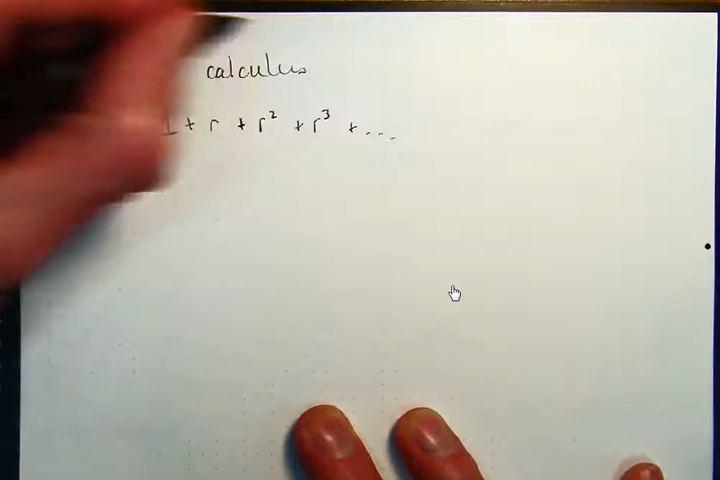 calculus
1 + r + r² + r³ + ...